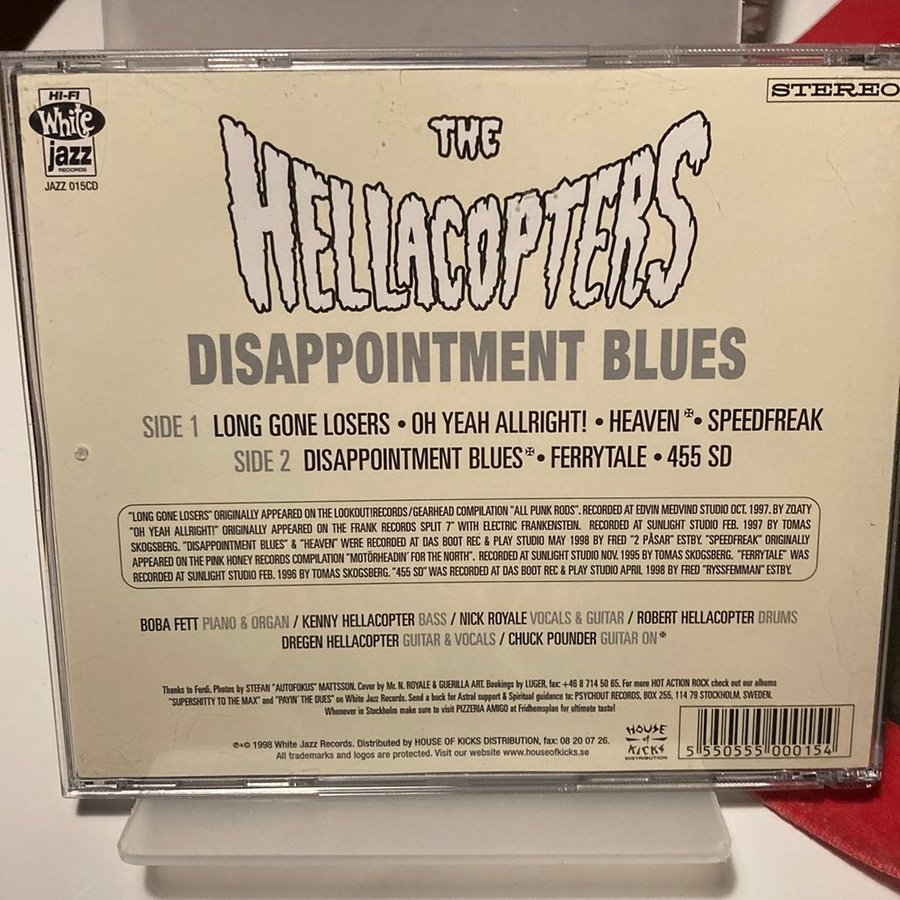 HI-FI
White
jazz
RECORDS
JAZZ 015CD
STEREO
THE
HELLACOPTERS
DISAPPOINTMENT BLUES
SIDE 1 LONG GONE LOSERS • OH YEAH ALLRIGHT! • HEAVEN✠ • SPEEDFREAK
SIDE 2 DISAPPOINTMENT BLUES✠ • FERRYTALE • 455 SD
"LONG GONE LOSERS" ORIGINALLY APPEARED ON THE LOOKOUT!RECORDS/GEARHEAD COMPILATION "ALL PUNK RODS". RECORDED AT EDVIN MEDVIND STUDIO OCT. 1997. BY ZQATY
"OH YEAH ALLRIGHT!" ORIGINALLY APPEARED ON THE FRANK RECORDS SPLIT 7" WITH ELECTRIC FRANKENSTEIN. RECORDED AT SUNLIGHT STUDIO FEB. 1997 BY TOMAS
SKOGSBERG. "DISAPPOINTMENT BLUES" & "HEAVEN" WERE RECORDED AT DAS BOOT REC & PLAY STUDIO MAY 1998 BY FRED "2 PÅSAR" ESTBY. "SPEEDFREAK" ORIGINALLY
APPEARED ON THE PINK HONEY RECORDS COMPILATION "MOTÖRHEADIN' FOR THE NORTH". RECORDED AT SUNLIGHT STUDIO NOV. 1995 BY TOMAS SKOGSBERG. "FERRYTALE" WAS
RECORDED AT SUNLIGHT STUDIO FEB. 1996 BY TOMAS SKOGSBERG. "455 SD" WAS RECORDED AT DAS BOOT REC & PLAY STUDIO APRIL 1998 BY FRED "RYSSFEMMAN" ESTBY.
BOBA FETT PIANO & ORGAN / KENNY HELLACOPTER BASS / NICK ROYALE VOCALS & GUITAR / ROBERT HELLACOPTER DRUMS
DREGEN HELLACOPTER GUITAR & VOCALS / CHUCK POUNDER GUITAR ON ✠
Thanks to Ferdi. Photos by STEFAN "AUTOFOKUS" MATTSSON. Cover by Mr. N. ROYALE & GUERILLA ART. Bookings by LUGER, fax: +46 8 714 50 65. For more HOT ACTION ROCK check out our albums
"SUPERSHITTY TO THE MAX" and "PAYIN' THE DUES" on White Jazz Records. Send a buck for Astral support & Spiritual guidance to: PSYCHOUT RECORDS, BOX 255, 114 79 STOCKHOLM, SWEDEN.
Whenever in Stockholm make sure to visit PIZZERIA AMIGO at Fridhemsplan for ultimate taste!
℗+© 1998 White Jazz Records. Distributed by HOUSE OF KICKS DISTRIBUTION, fax: 08 20 07 26.
All trademarks and logos are protected. Visit our website www.houseofkicks.se
HOUSE
of
KICKS
DISTRIBUTION
5 550555 000154